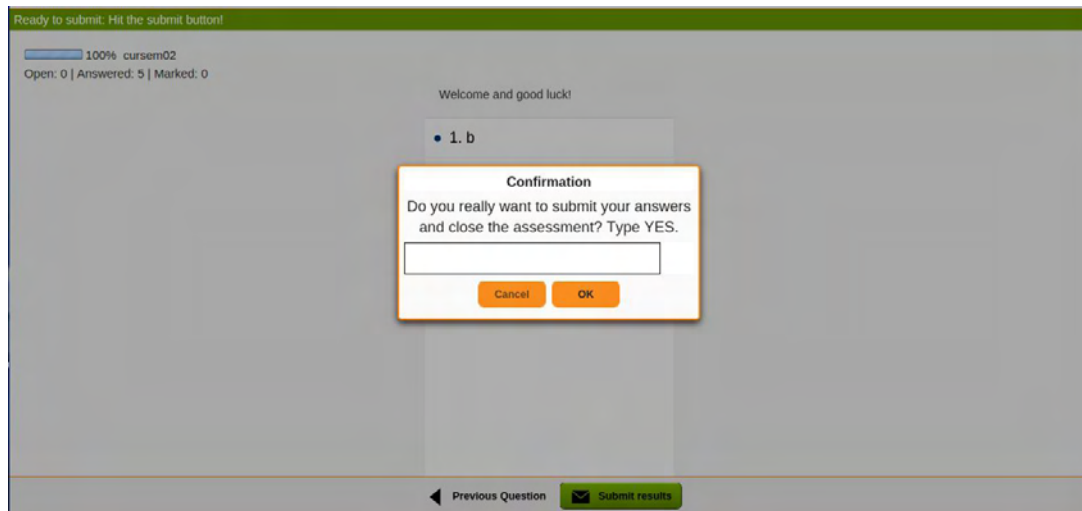 Ready to submit: Hit the submit button!
100% cursem02
Open: 0 | Answered: 5 | Marked: 0
Welcome and good luck!
• 1. b
Confirmation
Do you really want to submit your answers
and close the assessment? Type YES.
Cancel OK
Previous Question Submit results